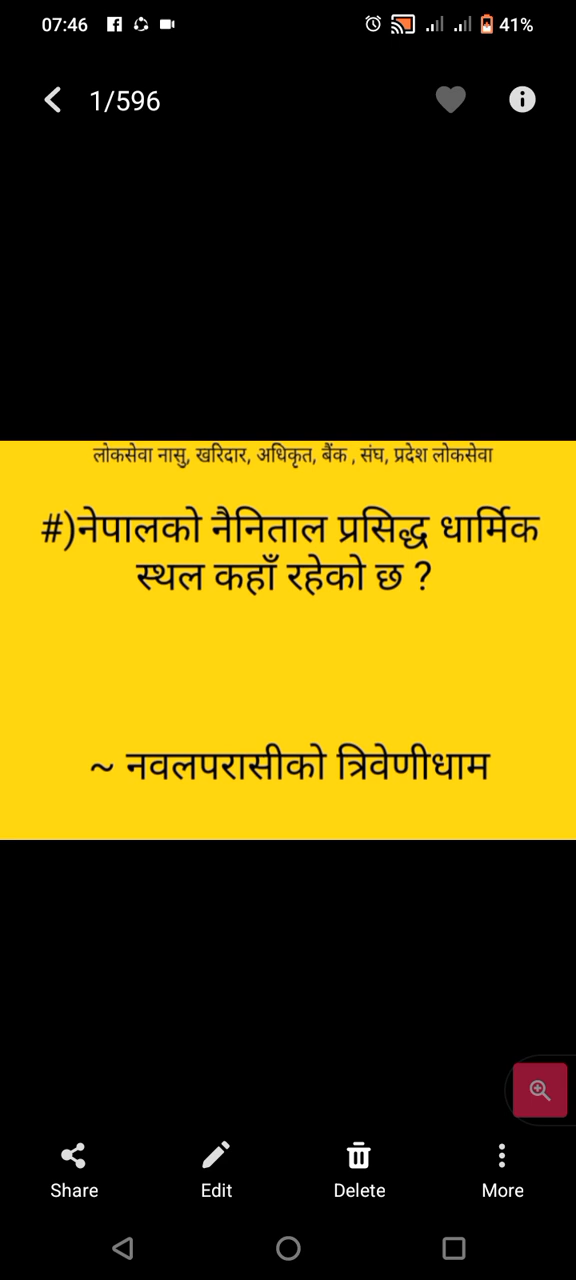 07:46
41%
1/596
लोकसेवा नासु, खरिदार, अधिकृत, बैंक , संघ, प्रदेश लोकसेवा
#)नेपालको नैनिताल प्रसिद्ध धार्मिक
स्थल कहाँ रहेको छ ?
~ नवलपरासीको त्रिवेणीधाम
Share Edit Delete More